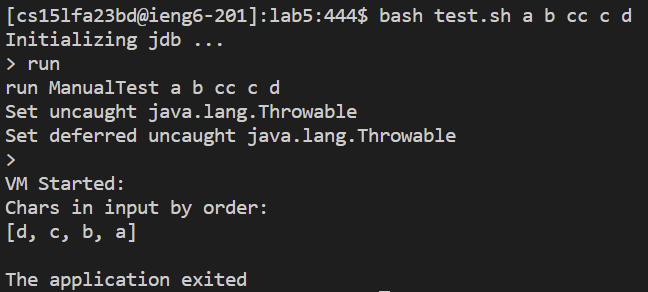 [cs15lfa23bd@ieng6-201]:lab5:444$ bash test.sh a b cc c d
Initializing jdb ...
> run
run ManualTest a b cc c d
Set uncaught java.lang.Throwable
Set deferred uncaught java.lang.Throwable
>
VM Started:
Chars in input by order:
[d, c, b, a]
The application exited